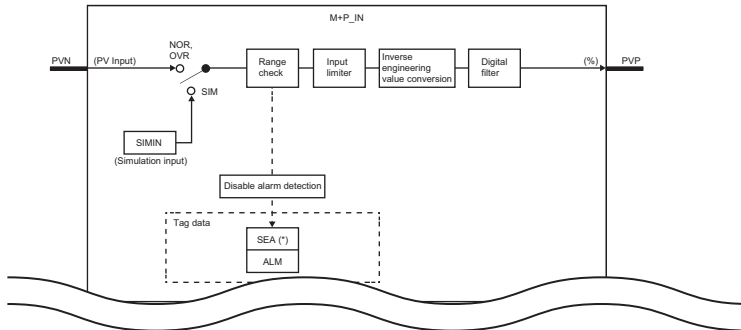 M+P_IN
PVN
(PV Input)
NOR,
OVR
SIM
SIMIN
(Simulation input)
Range
check
Input
limiter
Inverse
engineering
value conversion
Digital
filter
(%)
PVP
Disable alarm detection
Tag data
SEA (*)
ALM